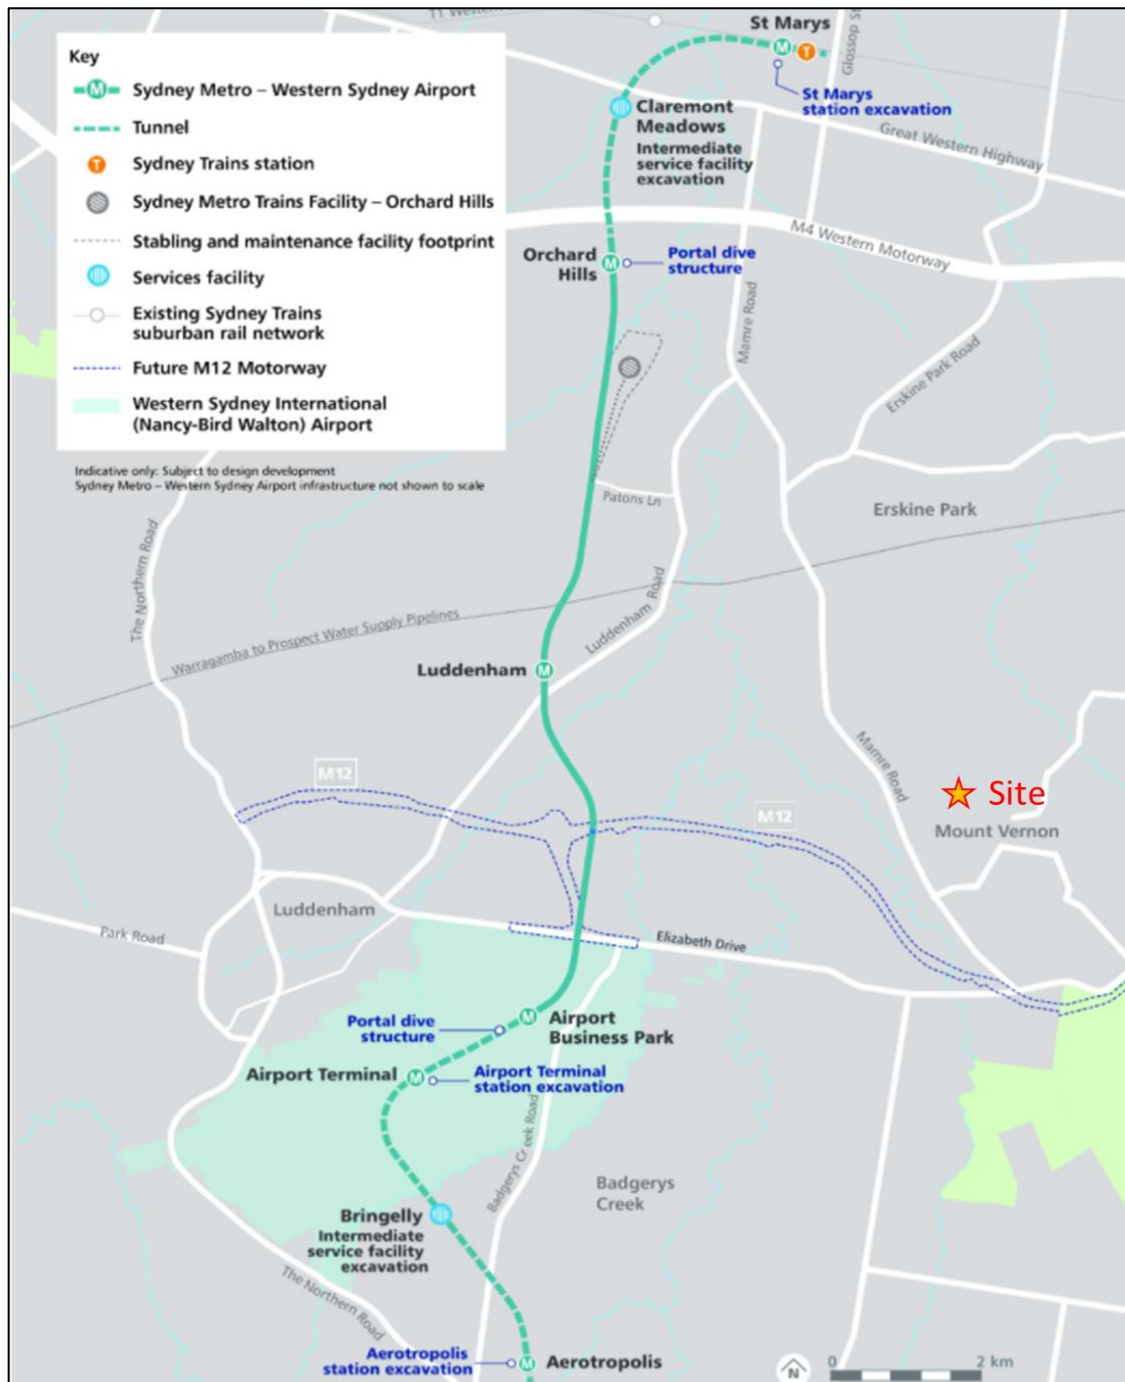 T1 Western
St Marys
Glossop St
Key
Sydney Metro – Western Sydney Airport
Tunnel
T
Sydney Trains station
Sydney Metro Trains Facility – Orchard Hills
Stabling and maintenance facility footprint
Services facility
Existing Sydney Trains
suburban rail network
Future M12 Motorway
Western Sydney International
(Nancy-Bird Walton) Airport
Indicative only: Subject to design development
Sydney Metro – Western Sydney Airport infrastructure not shown to scale
M
M T
St Marys
station excavation
Claremont
Meadows
Intermediate
service facility
excavation
Great Western Highway
M4 Western Motorway
Orchard
Hills
M
Portal dive
structure
Mamre Road
Erskine Park Road
Patons Ln
Erskine Park
The Northern Road
Luddenham Road
Warragamba to Prospect Water Supply Pipelines
Luddenham
M
Mamre Road
M12
M12
Site
Mount Vernon
Luddenham
Park Road
Elizabeth Drive
Portal dive
structure
M
Airport
Business Park
Airport Terminal
M
Airport Terminal
station excavation
Badgerys Creek Road
Badgerys
Creek
Bringelly
Intermediate
service facility
excavation
The Northern Road
Aerotropolis
station excavation
M
Aerotropolis
N
0 2 km